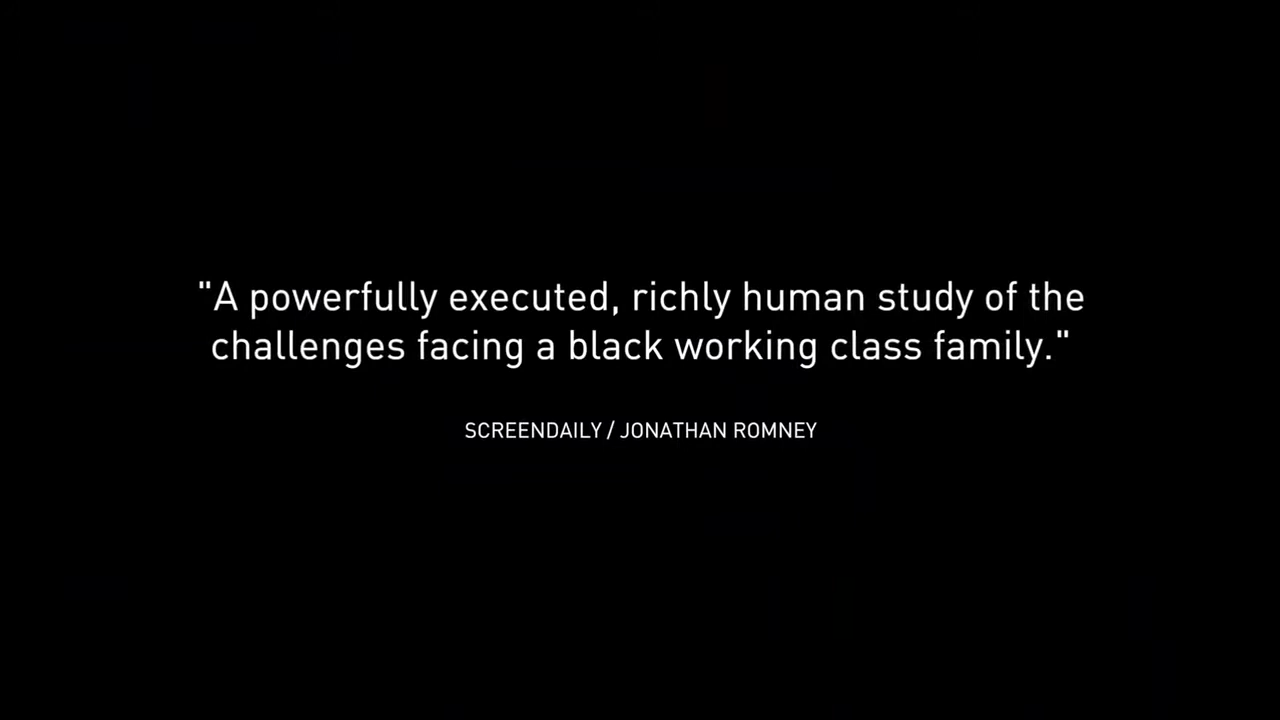 "A powerfully executed, richly human study of the
challenges facing a black working class family."
SCREENDAILY / JONATHAN ROMNEY